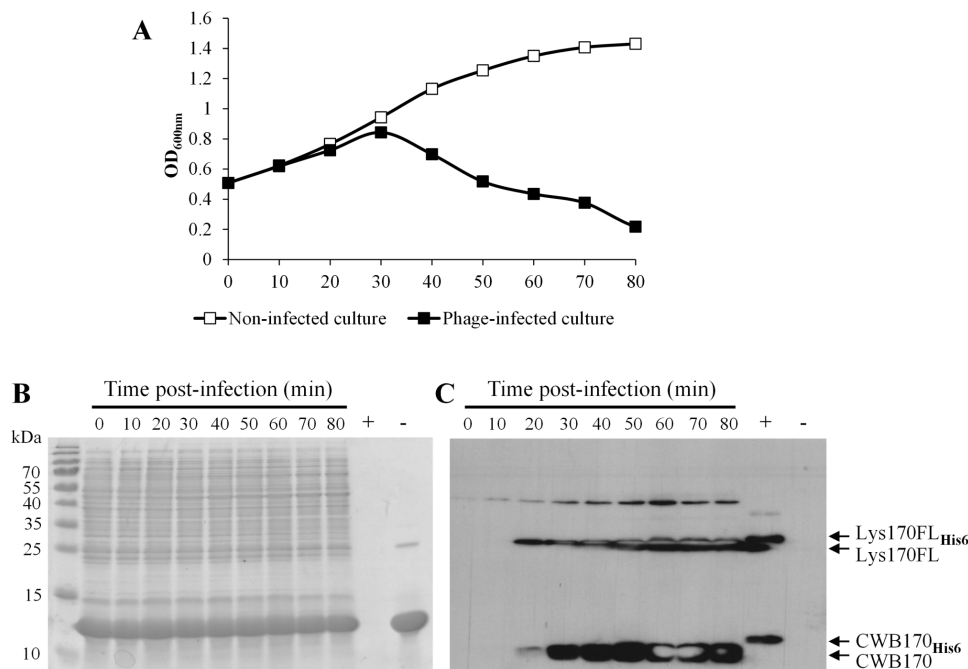 A
OD600nm
1.6
1.4
1.2
1
0.8
0.6
0.4
0.2
0
0 10 20 30 40 50 60 70 80
Non-infected culture Phage-infected culture
B
Time post-infection (min)
0 10 20 30 40 50 60 70 80 + -
kDa
70
55
40
35
25
15
10
C
Time post-infection (min)
0 10 20 30 40 50 60 70 80 + -
Lys170FLHis6
Lys170FL
CWB170His6
CWB170